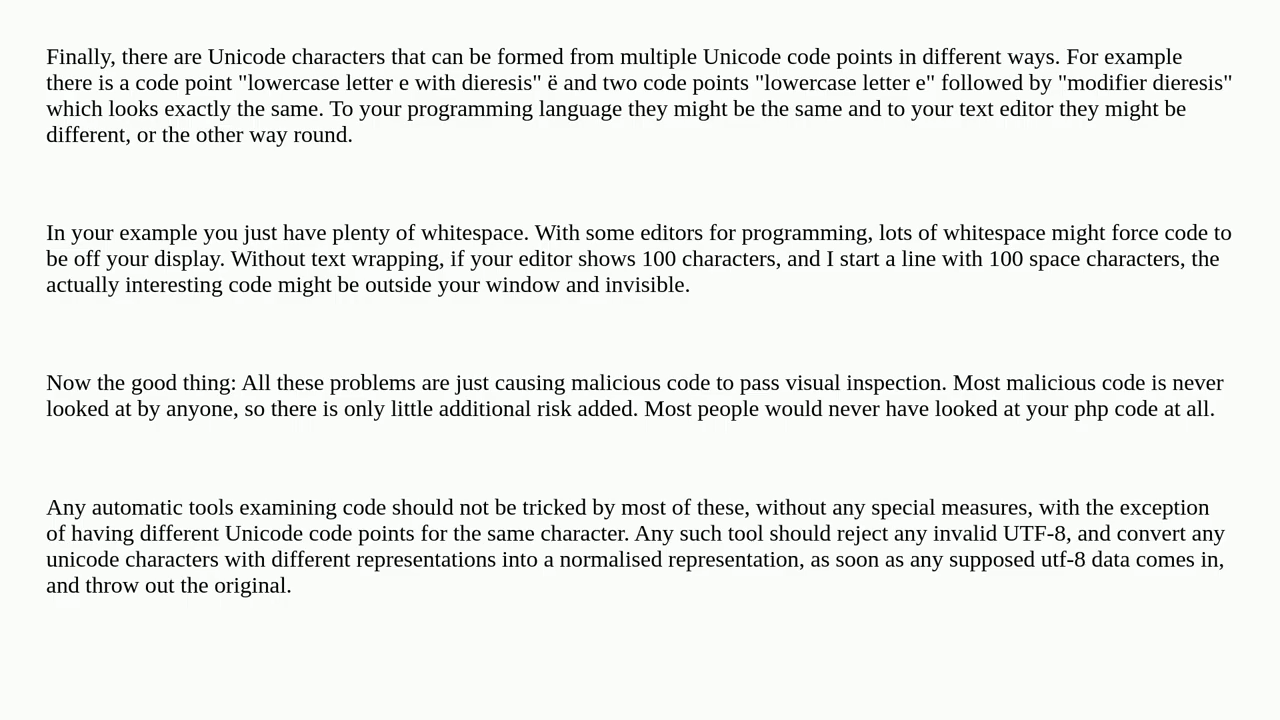 Finally, there are Unicode characters that can be formed from multiple Unicode code points in different ways. For example
there is a code point "lowercase letter e with dieresis" ë and two code points "lowercase letter e" followed by "modifier dieresis"
which looks exactly the same. To your programming language they might be the same and to your text editor they might be
different, or the other way round.
In your example you just have plenty of whitespace. With some editors for programming, lots of whitespace might force code to
be off your display. Without text wrapping, if your editor shows 100 characters, and I start a line with 100 space characters, the
actually interesting code might be outside your window and invisible.
Now the good thing: All these problems are just causing malicious code to pass visual inspection. Most malicious code is never
looked at by anyone, so there is only little additional risk added. Most people would never have looked at your php code at all.
Any automatic tools examining code should not be tricked by most of these, without any special measures, with the exception
of having different Unicode code points for the same character. Any such tool should reject any invalid UTF-8, and convert any
unicode characters with different representations into a normalised representation, as soon as any supposed utf-8 data comes in,
and throw out the original.